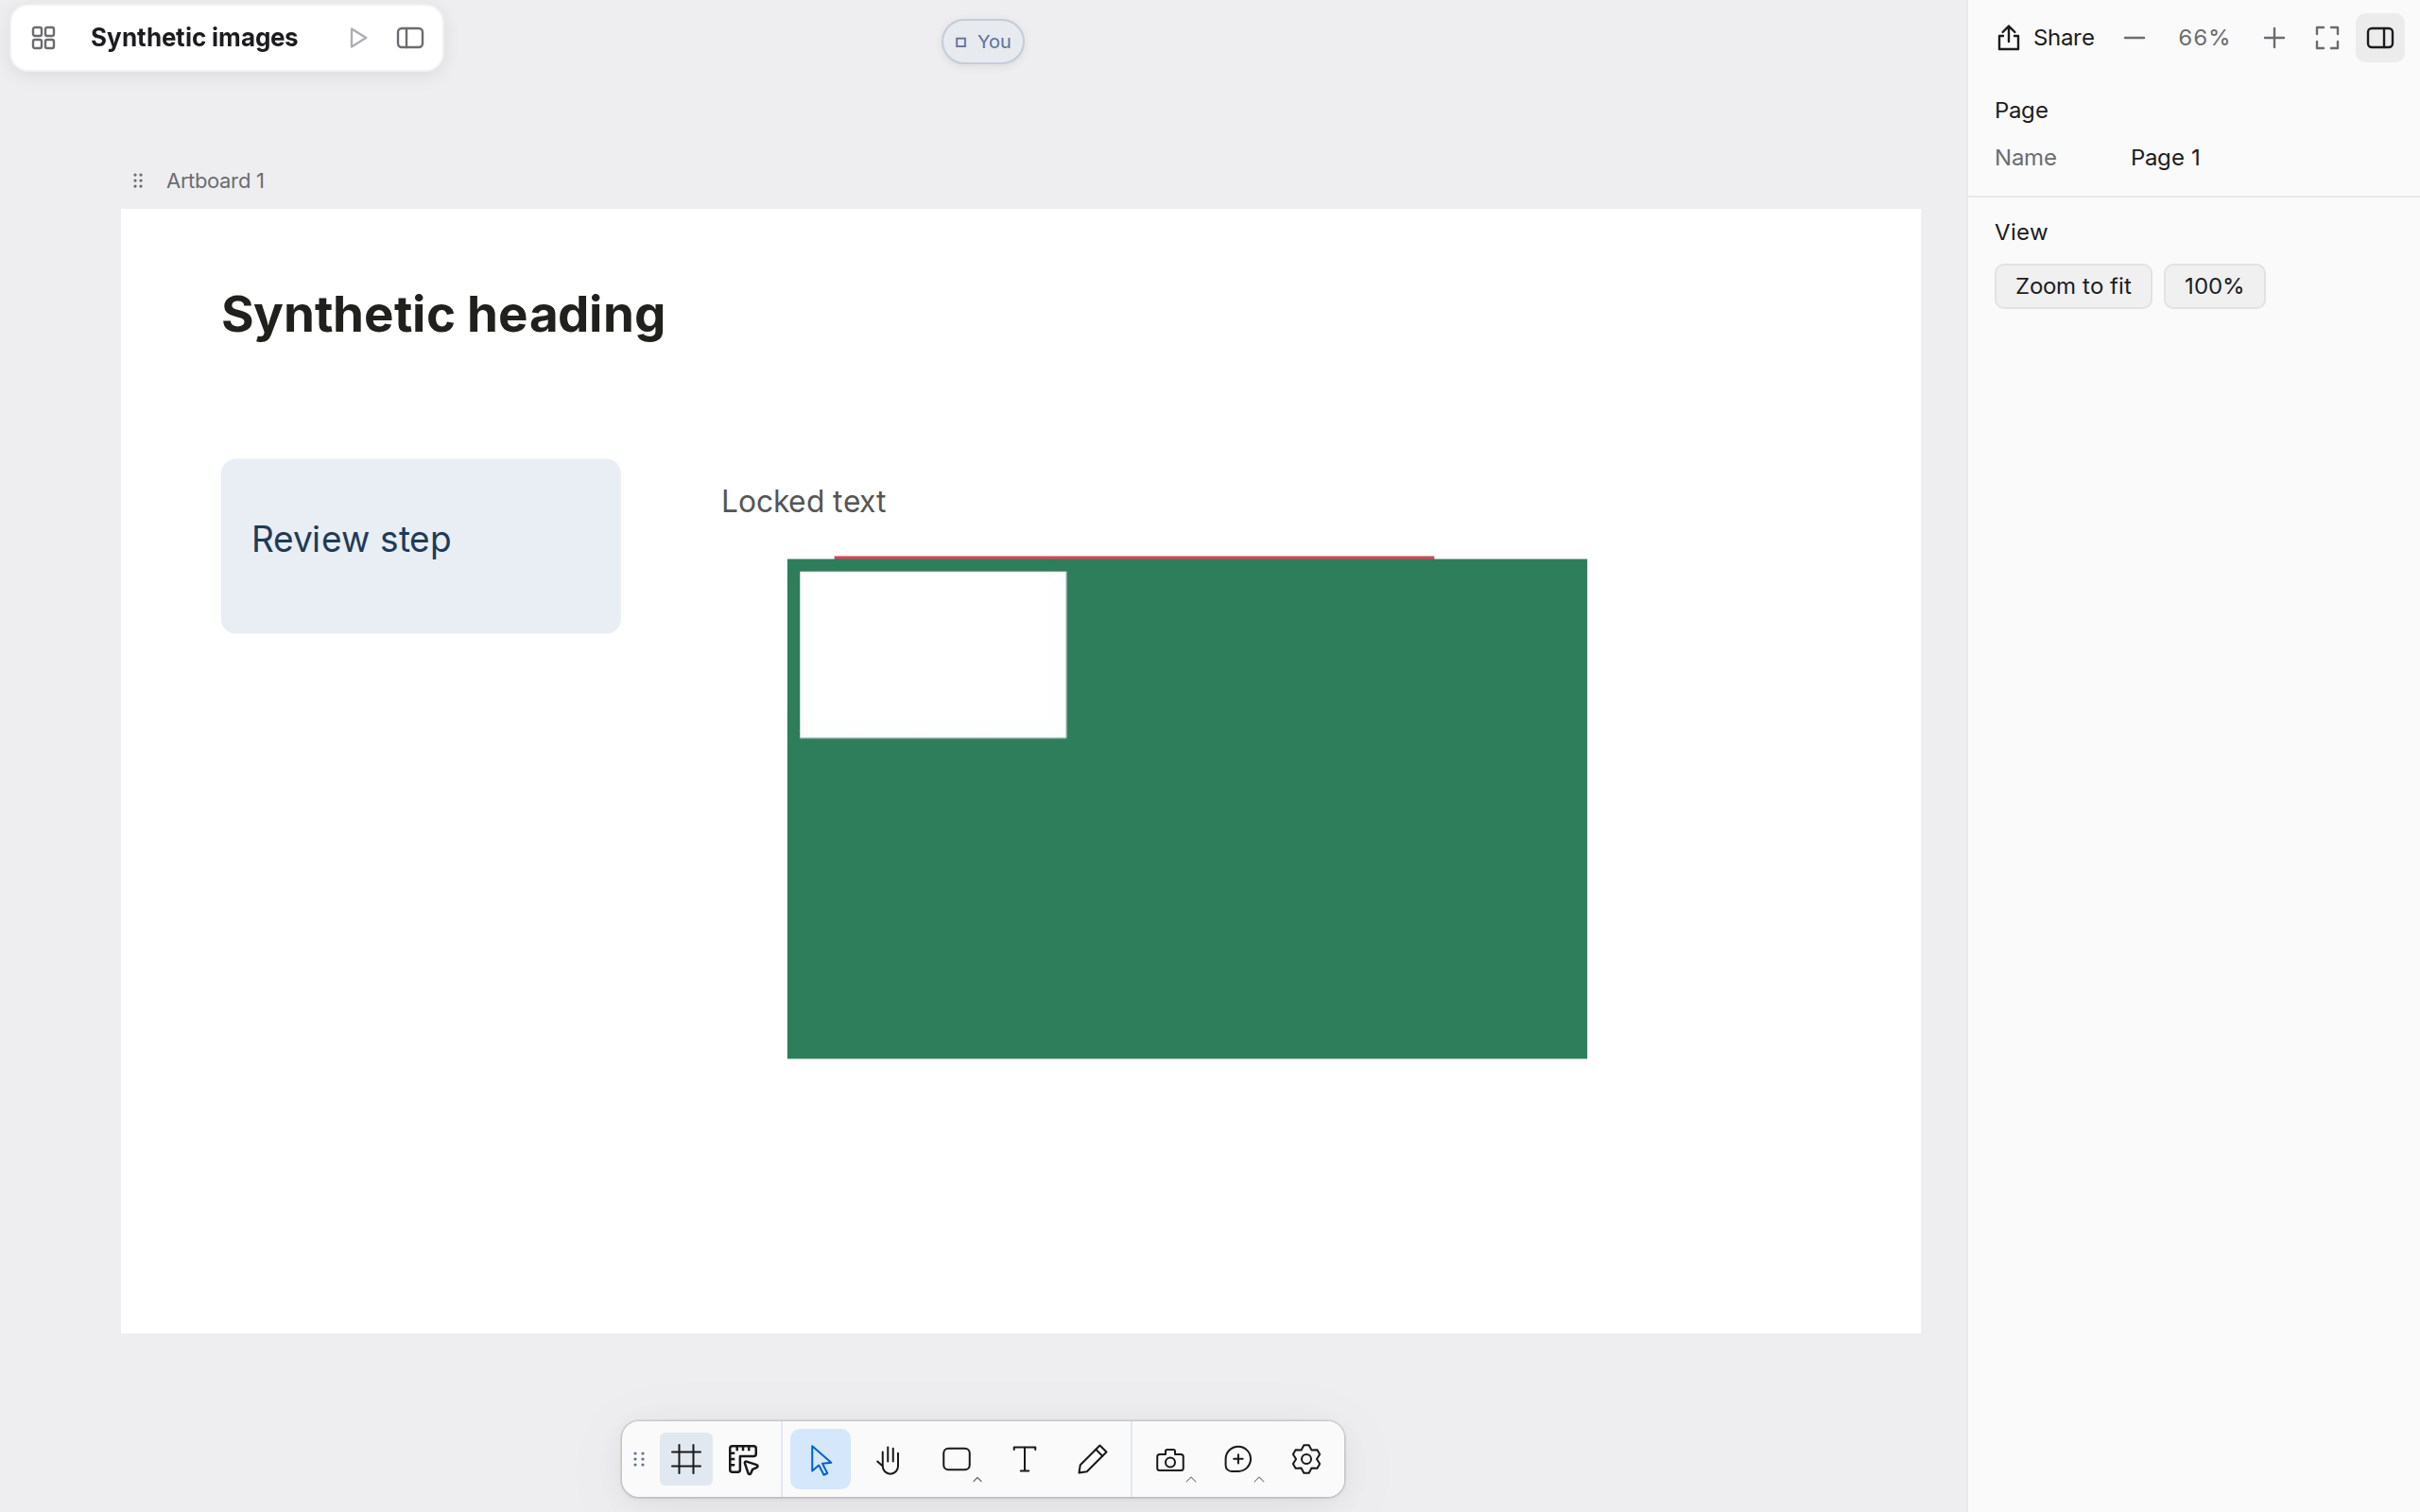 Synthetic images
You
Share
66%
Page
Name
Page 1
View
Zoom to fit
100%
Artboard 1
Synthetic heading
Review step
Locked text